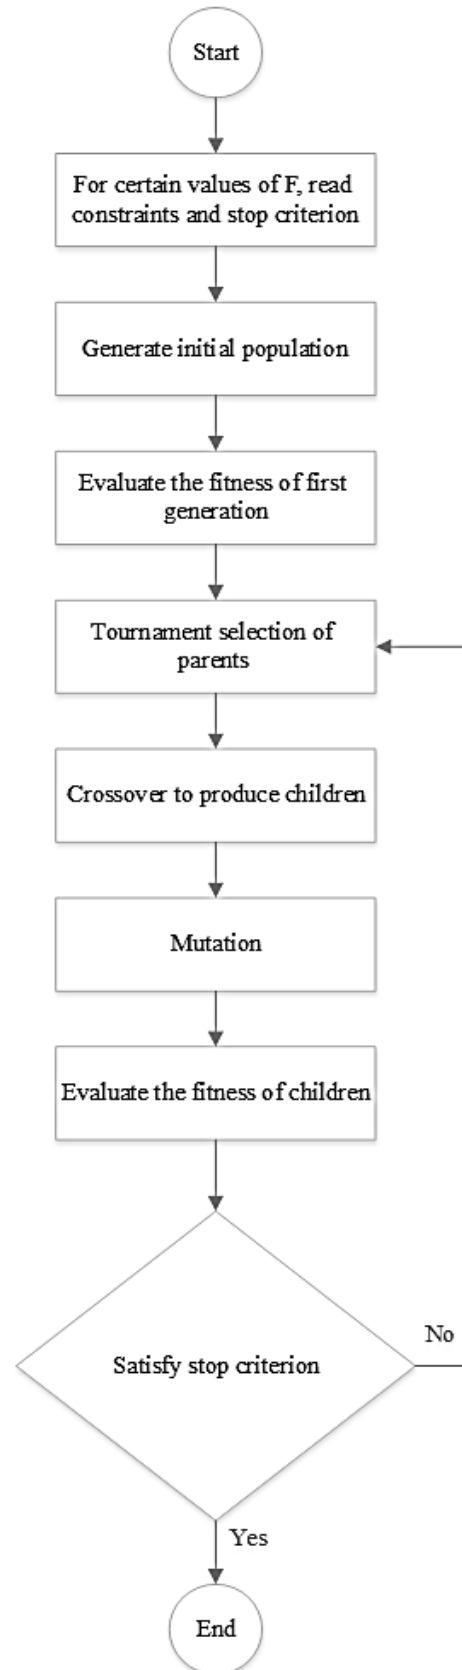 Start
For certain values of F, read
constraints and stop criterion
Generate initial population
Evaluate the fitness of first
generation
Tournament selection of
parents
Crossover to produce children
Mutation
Evaluate the fitness of children
No
Satisfy stop criterion
Yes
End